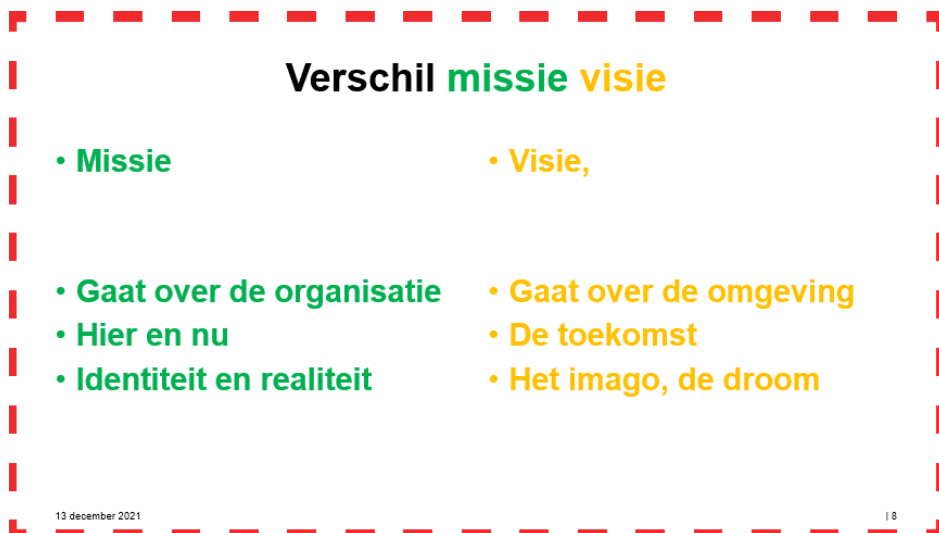 Verschil missie visie
• Missie
• Gaat over de organisatie
• Hier en nu
• Identiteit en realiteit
• Visie,
• Gaat over de omgeving
• De toekomst
• Het imago, de droom
13 december 2021
| 8